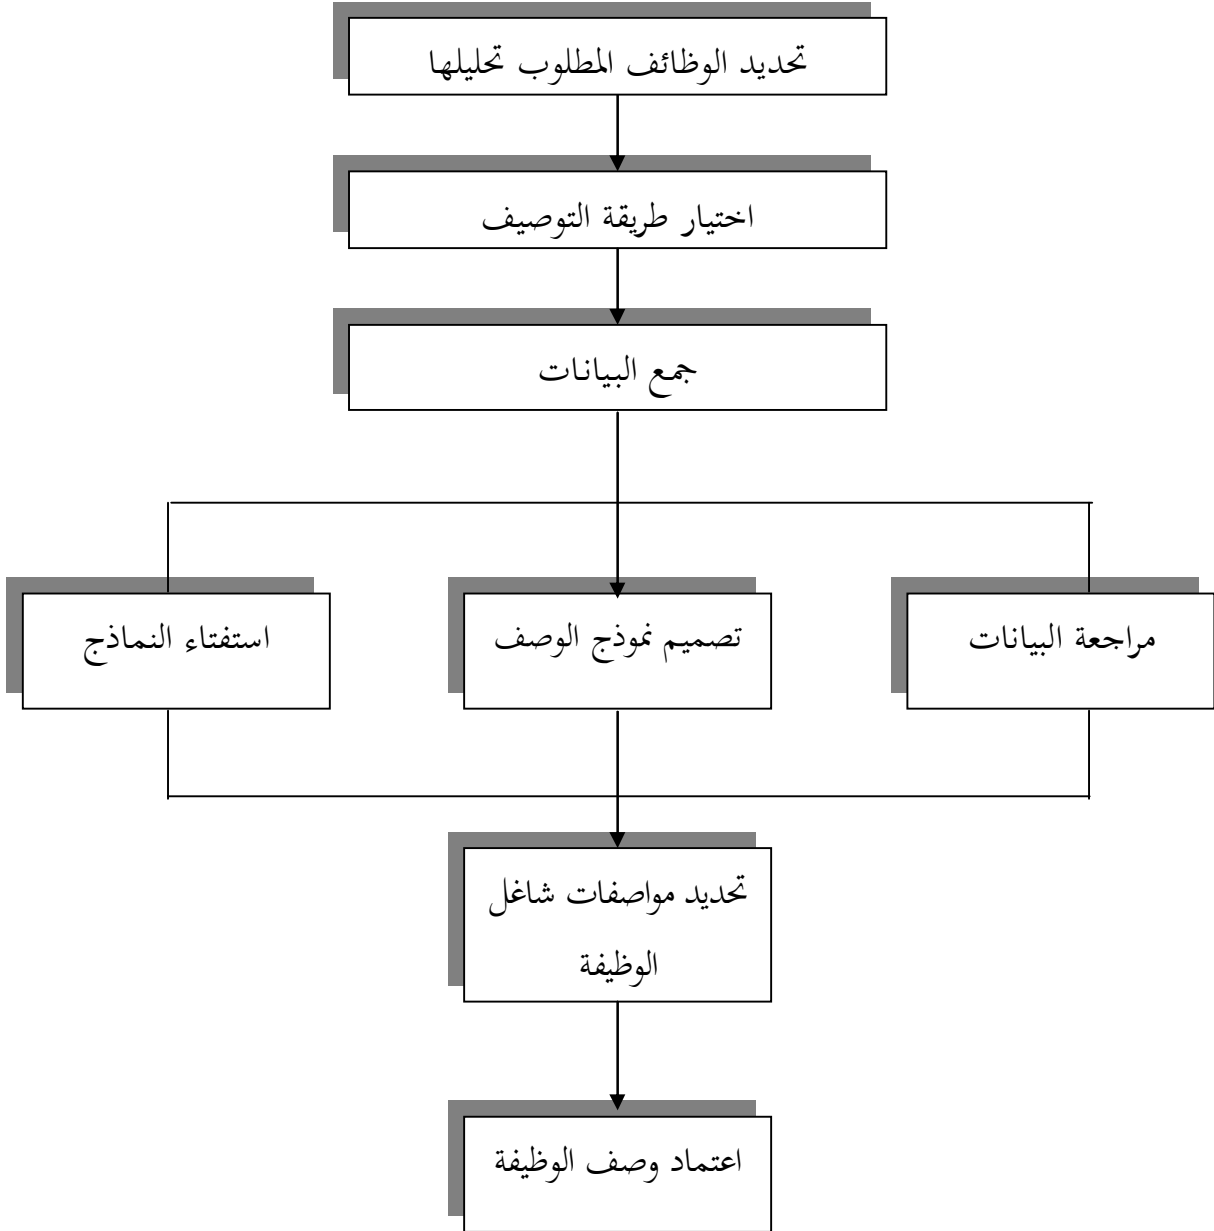 تحديد الوظائف المطلوب تحليلها
اختيار طريقة التوصيف
جمع البيانات
مراجعة البيانات
تصميم نموذج الوصف
استفتاء النماذج
تحديد مواصفات شاغل
الوظيفة
اعتماد وصف الوظيفة